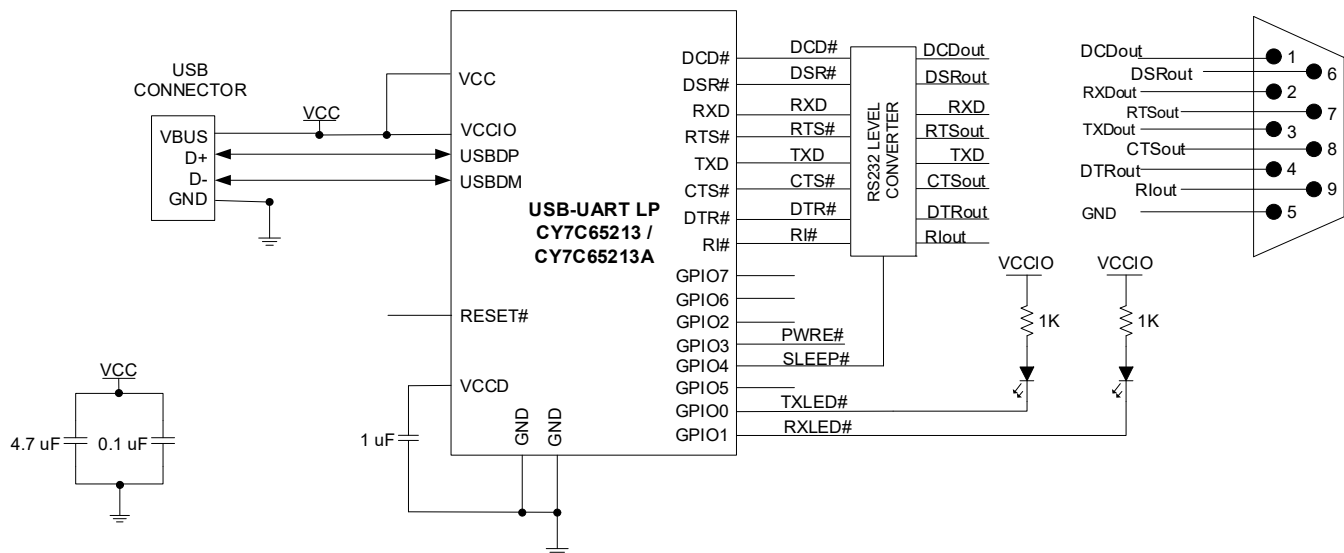 USB
CONNECTOR
VBUS
D+
D-
GND
VCC
VCC
VCCIO
USBDP
USBDM
RESET#
VCCD
GND
GND
USB-UART LP
CY7C65213 /
CY7C65213A
DCD#
DSR#
RXD
RTS#
TXD
CTS#
DTR#
RI#
GPIO7
GPIO6
GPIO2
GPIO3
GPIO4
GPIO5
GPIO0
GPIO1
DCD#
DSR#
RXD
RTS#
TXD
CTS#
DTR#
RI#
PWRE#
SLEEP#
TXLED#
RXLED#
RS232 LEVEL
CONVERTER
DCDout
DSRout
RXD
RTSout
TXD
CTSout
DTRout
RIout
DCDout
DSRout
RXDout
RTSout
TXDout
CTSout
DTRout
RIout
GND
1
6
2
7
3
8
4
9
5
VCCIO
VCCIO
1K
1K
VCC
4.7 uF
0.1 uF
1 uF